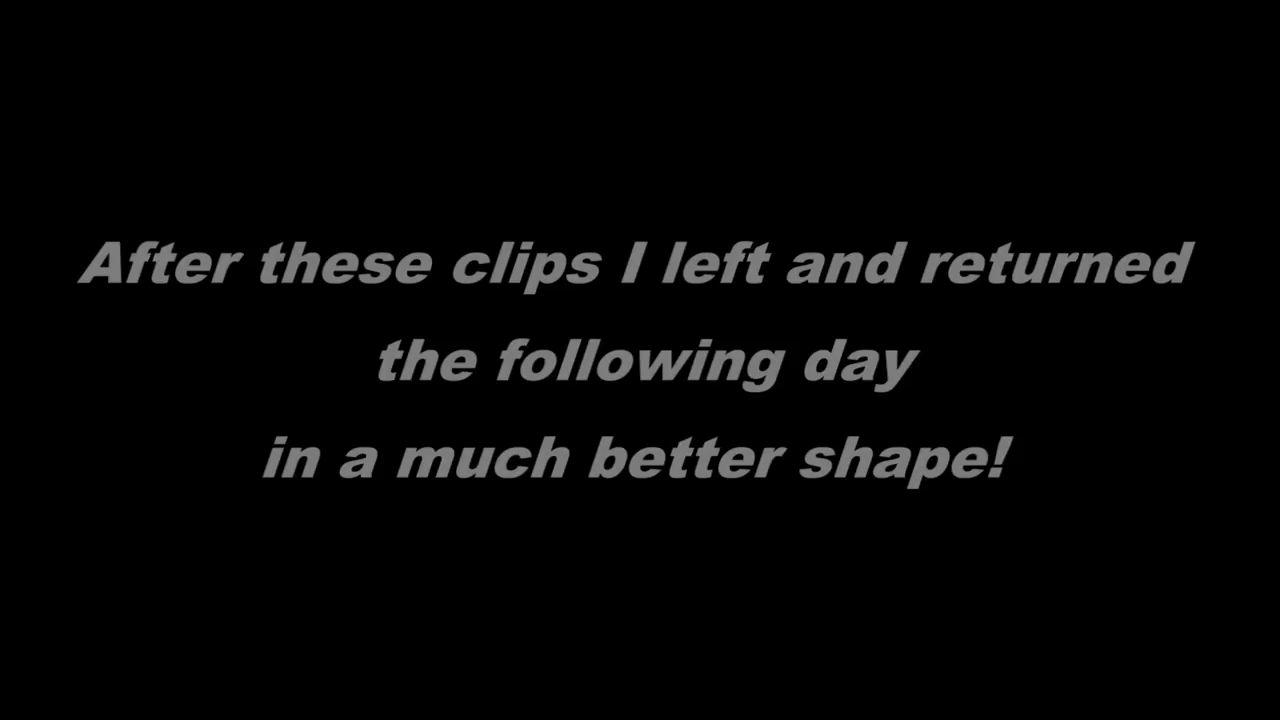 After these clips I left and returned
the following day
in a much better shape!